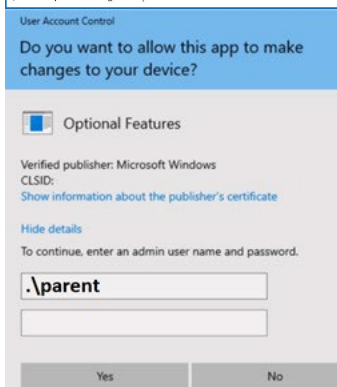 User Account Control
Do you want to allow this app to make
changes to your device?
Optional Features
Verified publisher: Microsoft Windows
CLSID:
Show information about the publisher's certificate
Hide details
To continue, enter an admin user name and password.
.\parent
Yes
No